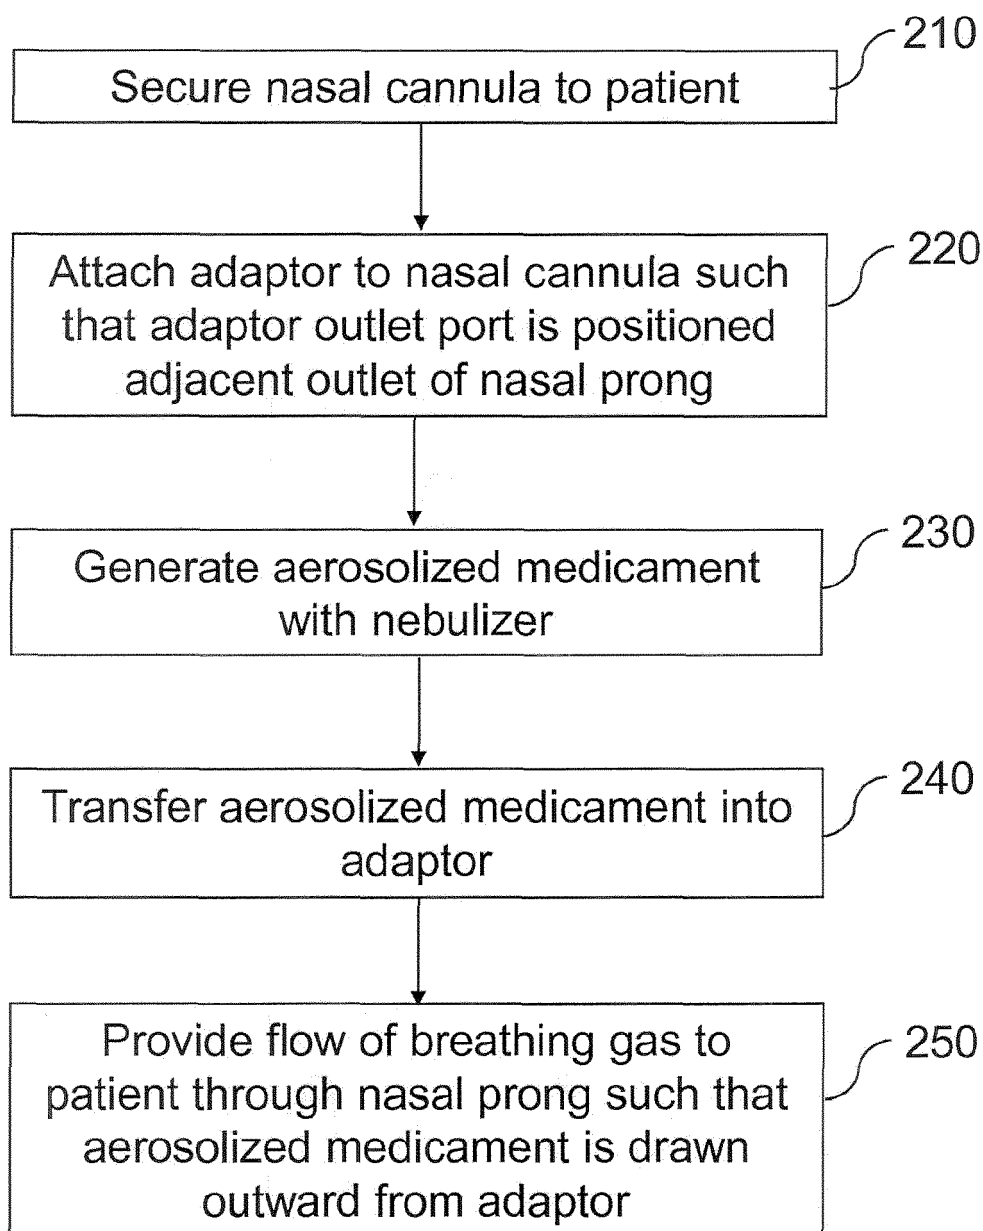 210
Secure nasal cannula to patient
220
Attach adaptor to nasal cannula such
that adaptor outlet port is positioned
adjacent outlet of nasal prong
230
Generate aerosolized medicament
with nebulizer
240
Transfer aerosolized medicament into
adaptor
250
Provide flow of breathing gas to
patient through nasal prong such that
aerosolized medicament is drawn
outward from adaptor